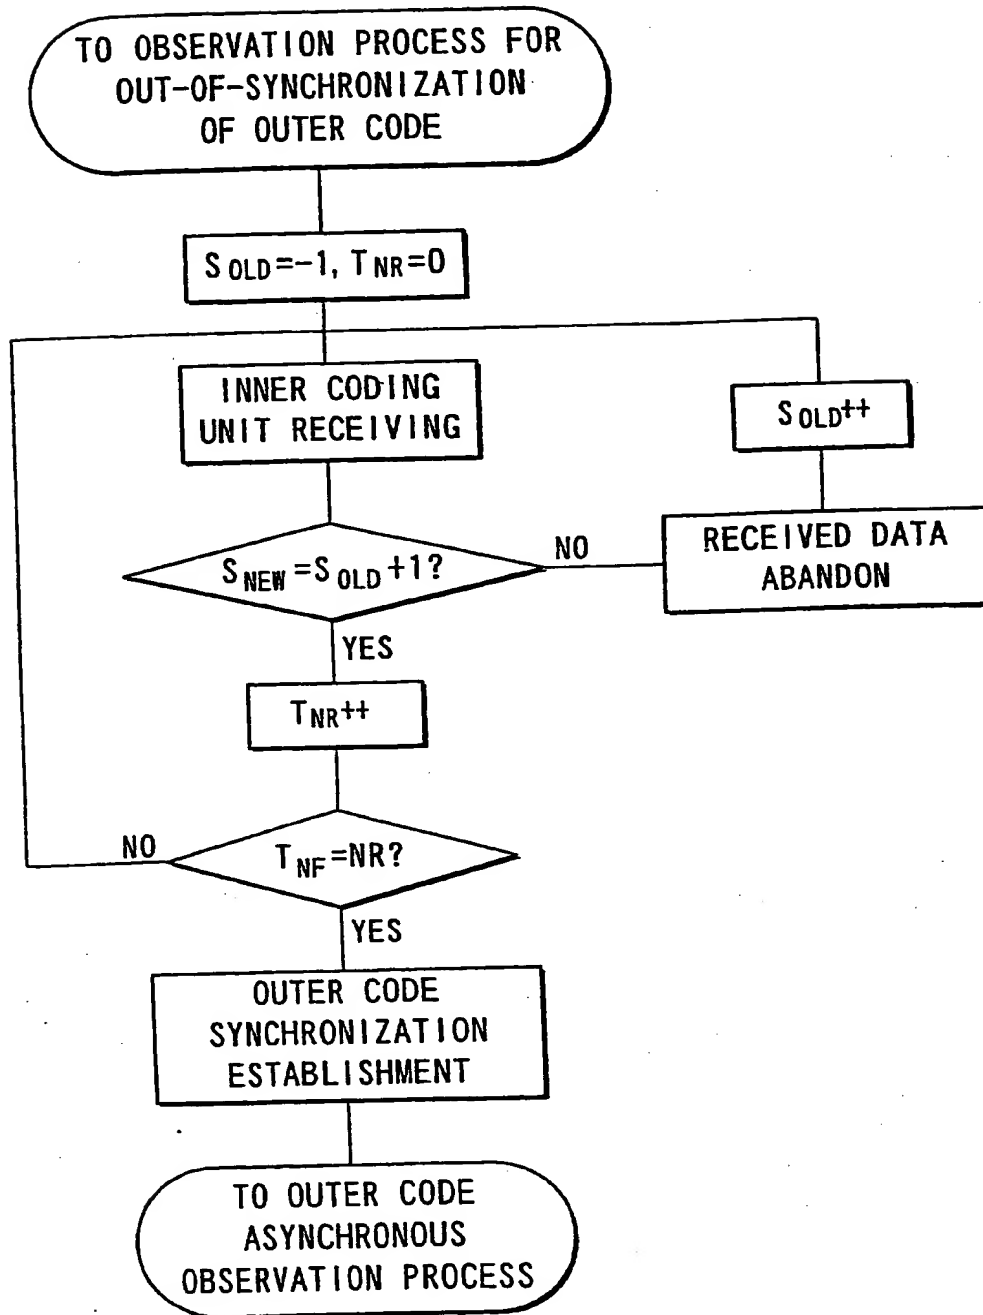 TO OBSERVATION PROCESS FOR
OUT-OF-SYNCHRONIZATION
OF OUTER CODE
S OLD=-1, T NR=0
INNER CODING
UNIT RECEIVING
S OLD++
S NEW=S OLD+1?
NO
RECEIVED DATA
ABANDON
YES
T NR++
NO
T NF=NR?
YES
OUTER CODE
SYNCHRONIZATION
ESTABLISHMENT
TO OUTER CODE
ASYNCHRONOUS
OBSERVATION PROCESS